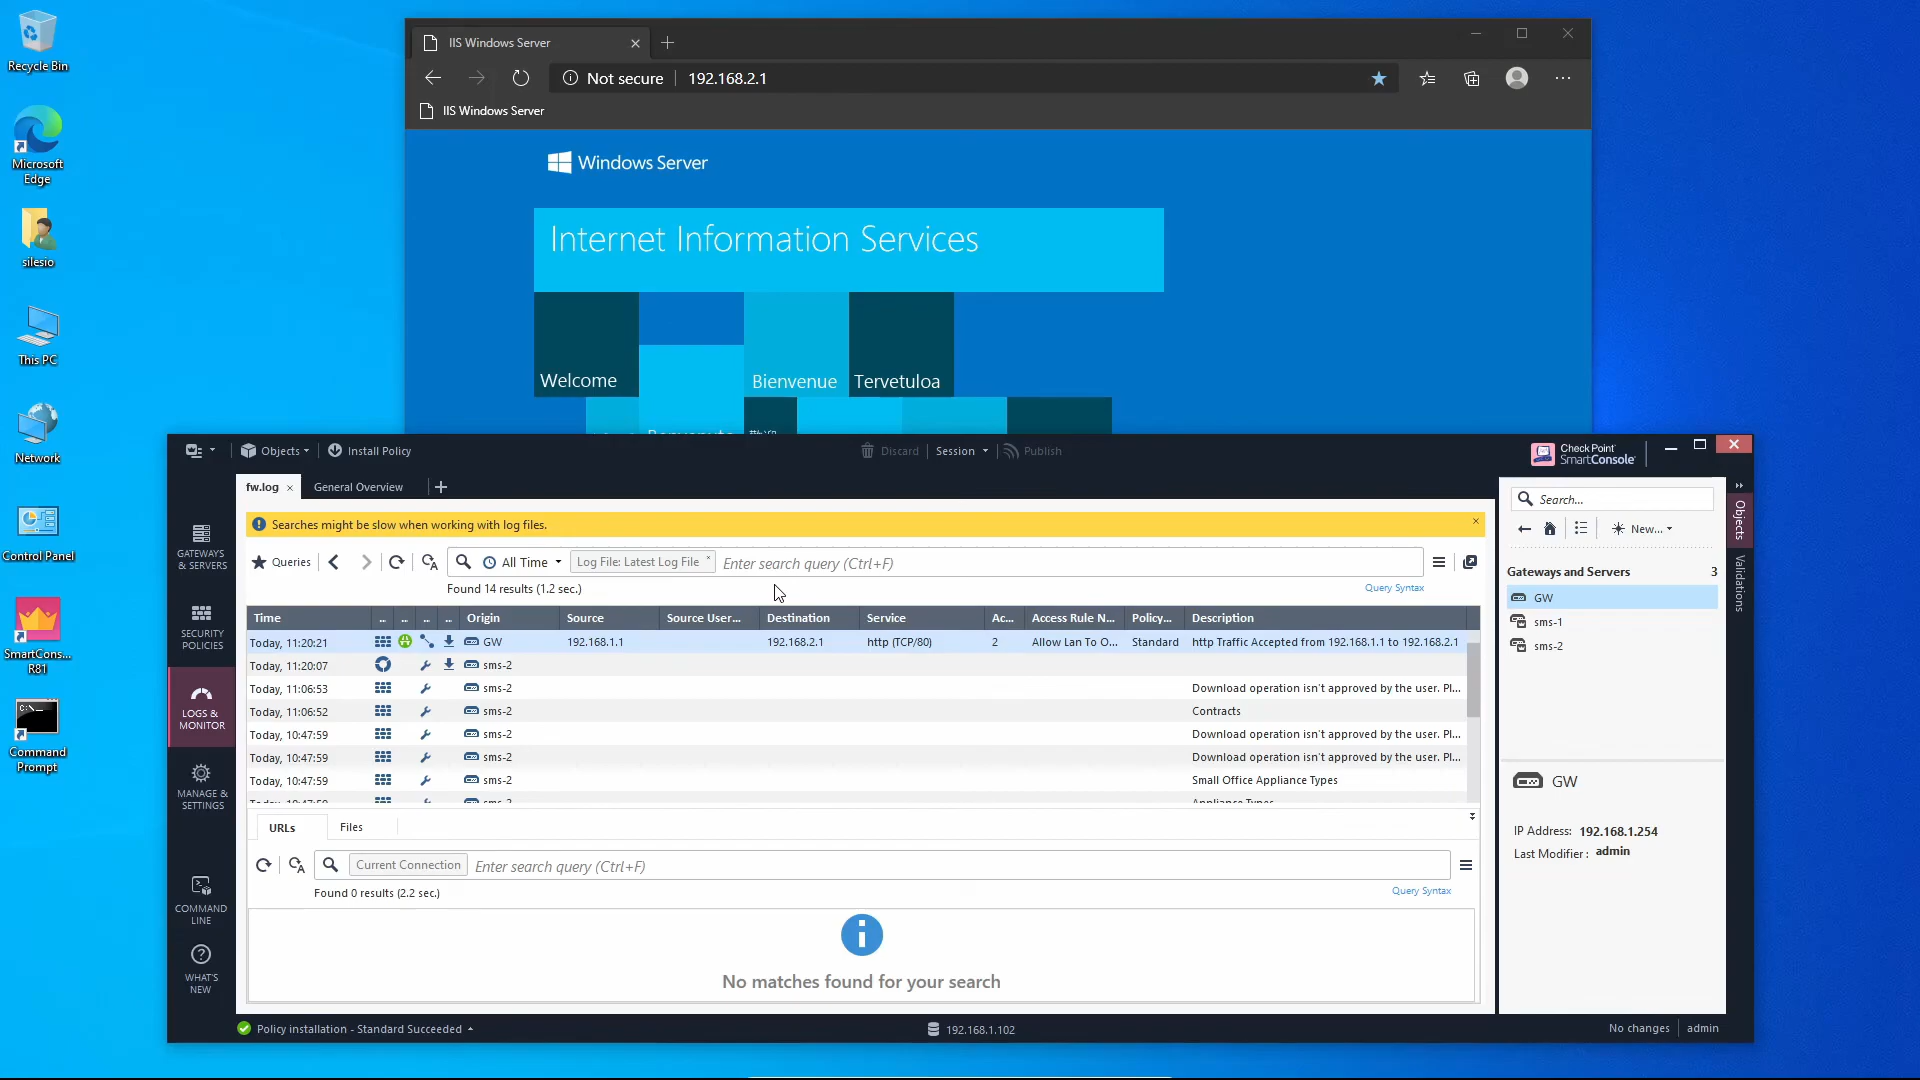 Recycle Bin
Microsoft
Edge
silesio
This PC
Network
Control Panel
SmartCons...
R81
C:\_
Command
Prompt
IIS Windows Server
Not secure
192.168.2.1
IIS Windows Server
Windows Server
Internet Information Services
Welcome
Bienvenue
Tervetuloa
Objects
Install Policy
Discard
Session
Publish
Check Point
SmartConsole
fw.log
General Overview
GATEWAYS
& SERVERS
SECURITY
POLICIES
LOGS &
MONITOR
MANAGE &
SETTINGS
COMMAND
LINE
WHAT'S
NEW
Searches might be slow when working with log files.
Queries
All Time
Log File: Latest Log File
Enter search query (Ctrl+F)
Found 14 results (1.2 sec.)
Query Syntax
Time ... ... ... ... Origin Source Source User... Destination Service Ac... Access Rule N... Policy... Description
Today, 11:20:21 GW 192.168.1.1 192.168.2.1 http (TCP/80) 2 Allow Lan To O... Standard http Traffic Accepted from 192.168.1.1 to 192.168.2.1
Today, 11:20:07 sms-2
Today, 11:06:53 sms-2 Download operation isn't approved by the user. Pl...
Today, 11:06:52 sms-2 Contracts
Today, 10:47:59 sms-2 Download operation isn't approved by the user. Pl...
Today, 10:47:59 sms-2 Download operation isn't approved by the user. Pl...
Today, 10:47:59 sms-2 Small Office Appliance Types
Today, 10:47:59 sms-2 Appliance Types
URLs
Files
Current Connection
Enter search query (Ctrl+F)
Found 0 results (2.2 sec.)
Query Syntax
No matches found for your search
Search...
New...
Objects
Validations
Gateways and Servers 3
GW
sms-1
sms-2
GW
IP Address: 192.168.1.254
Last Modifier: admin
Policy installation - Standard Succeeded
192.168.1.102
No changes
admin